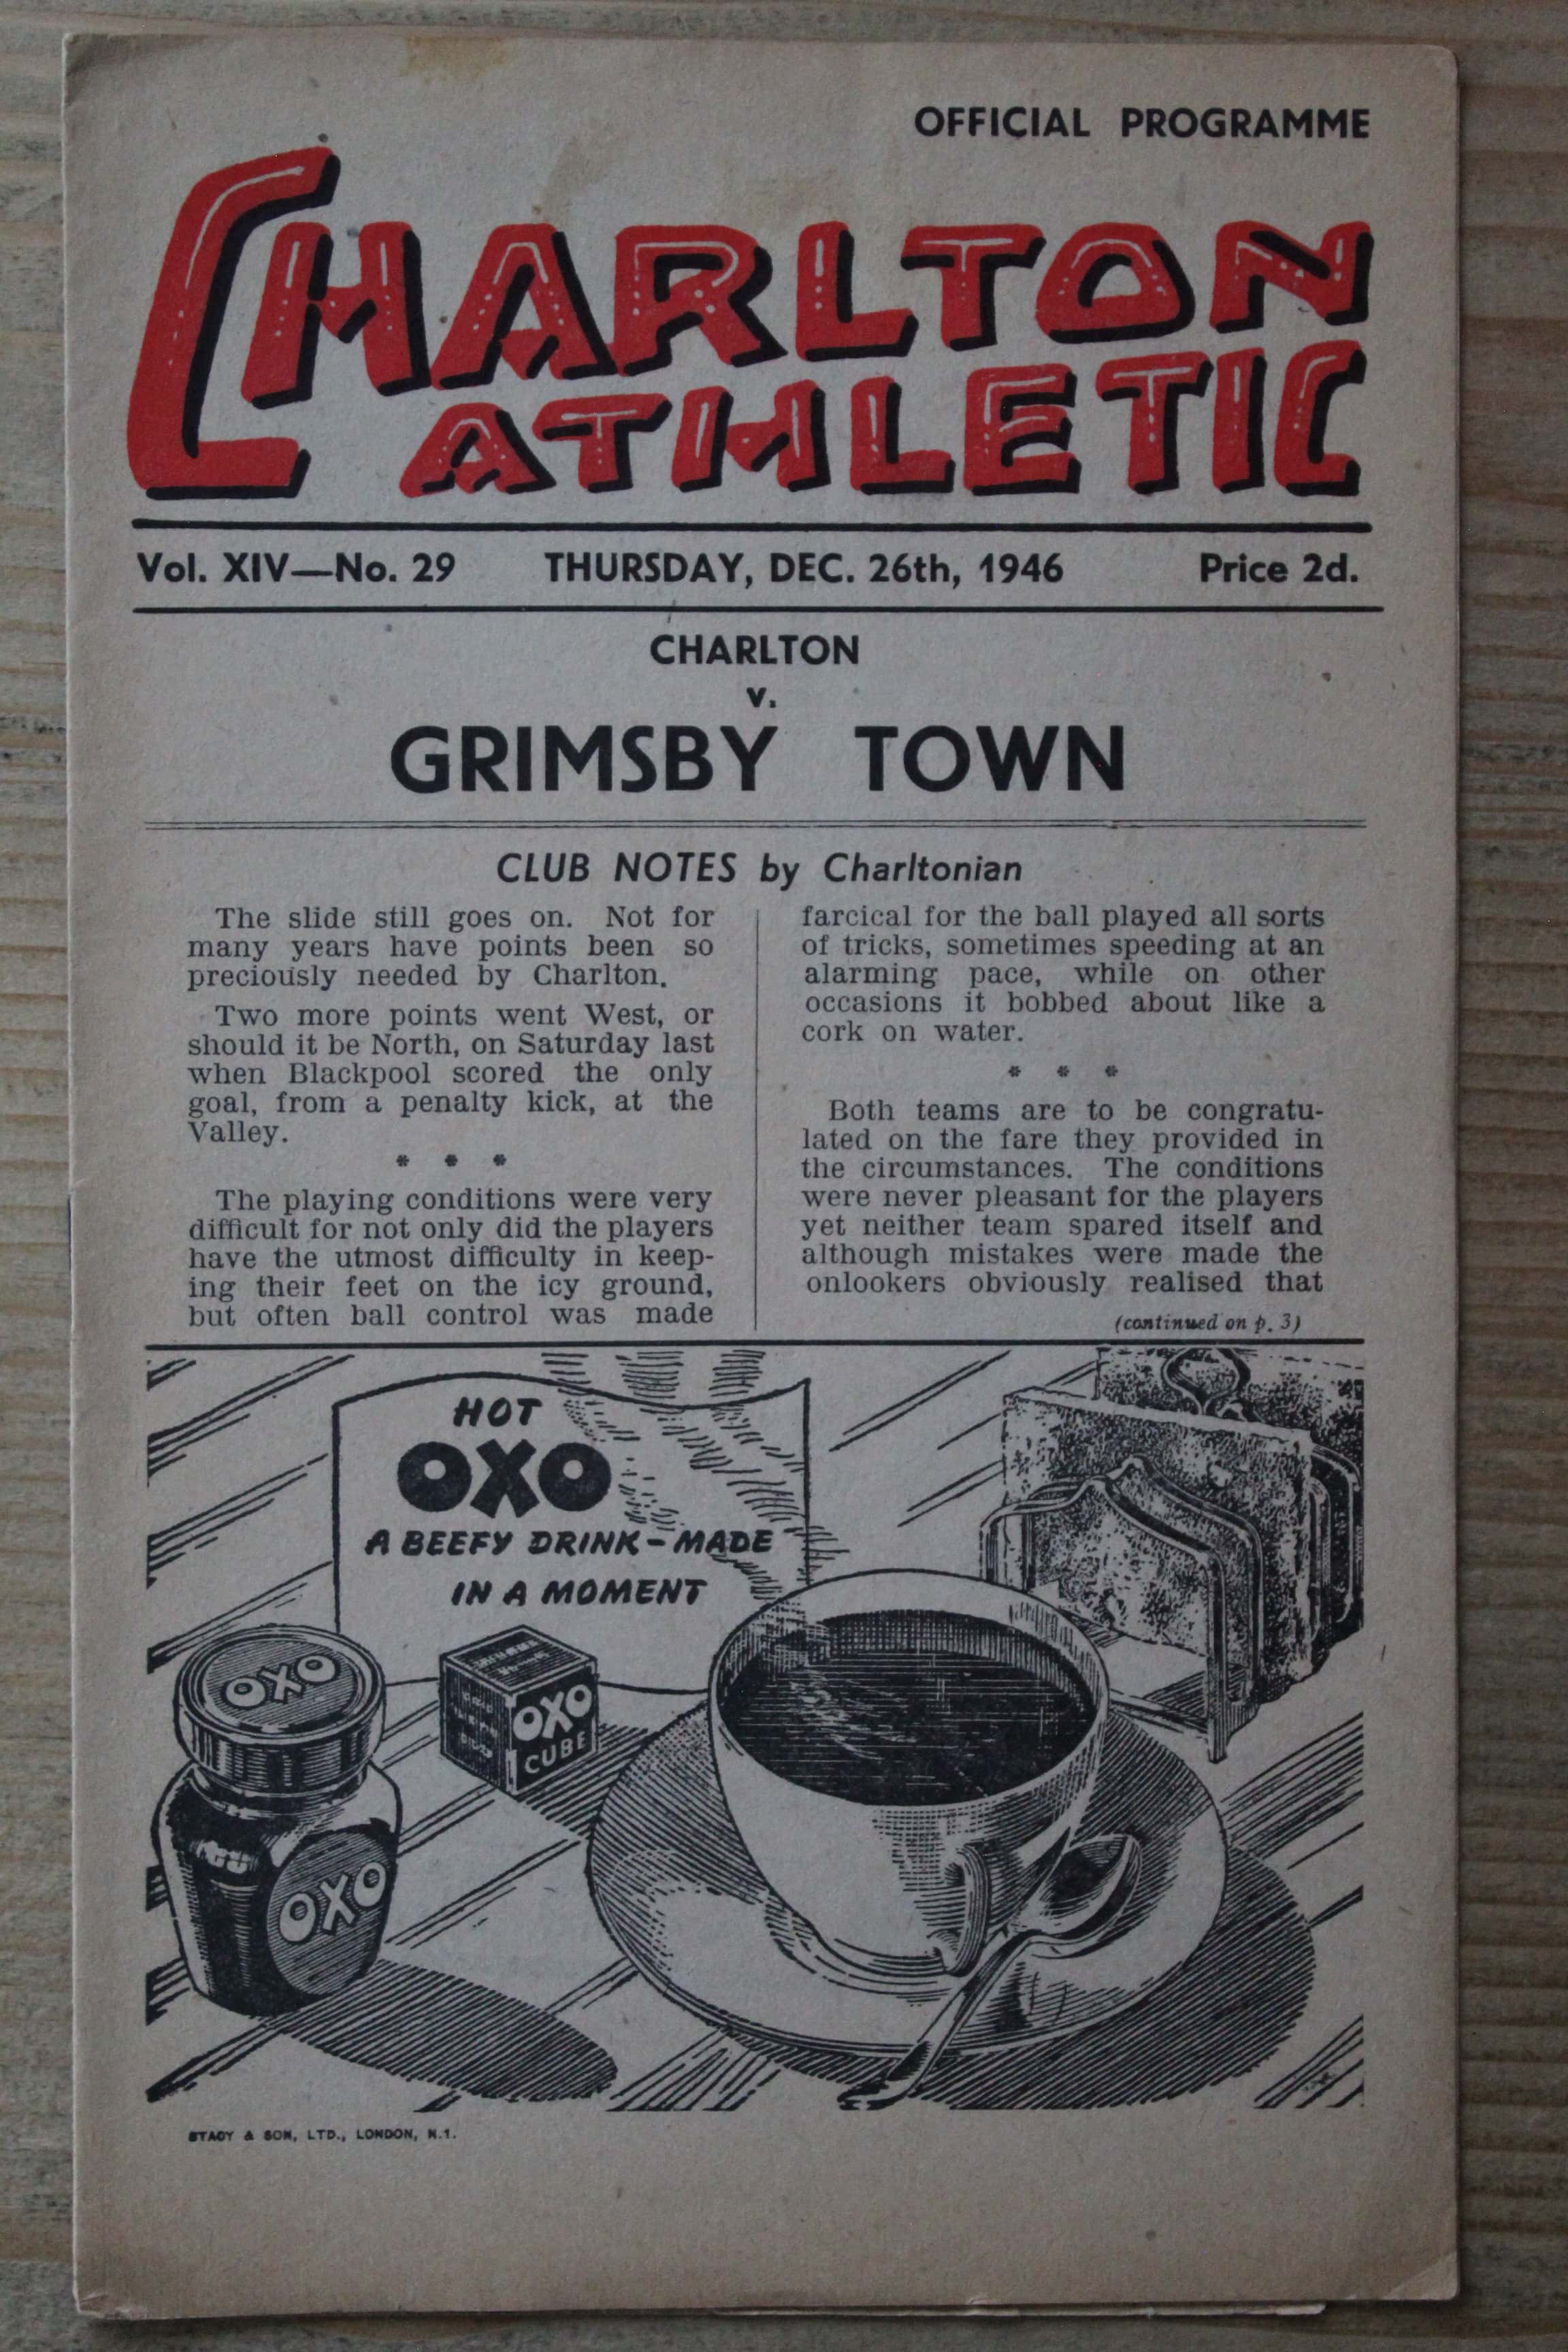 OFFICIAL PROGRAMME
CHARLTON
ATHLETIC
Vol. XIV—No. 29 THURSDAY, DEC. 26th, 1946 Price 2d.
CHARLTON
v.
GRIMSBY TOWN
CLUB NOTES by Charltonian
The slide still goes on. Not for
many years have points been so
preciously needed by Charlton.
Two more points went West, or
should it be North, on Saturday last
when Blackpool scored the only
goal, from a penalty kick, at the
Valley.
* * *
The playing conditions were very
difficult for not only did the players
have the utmost difficulty in keep-
ing their feet on the icy ground,
but often ball control was made
farcical for the ball played all sorts
of tricks, sometimes speeding at an
alarming pace, while on other
occasions it bobbed about like a
cork on water.
* * *
Both teams are to be congratu-
lated on the fare they provided in
the circumstances. The conditions
were never pleasant for the players
yet neither team spared itself and
although mistakes were made the
onlookers obviously realised that
(continued on p. 3)
HOT
OXO
A BEEFY DRINK-MADE
IN A MOMENT
OXO
OXO
CUBE
OXO
STACY & SON, LTD., LONDON, N.1.